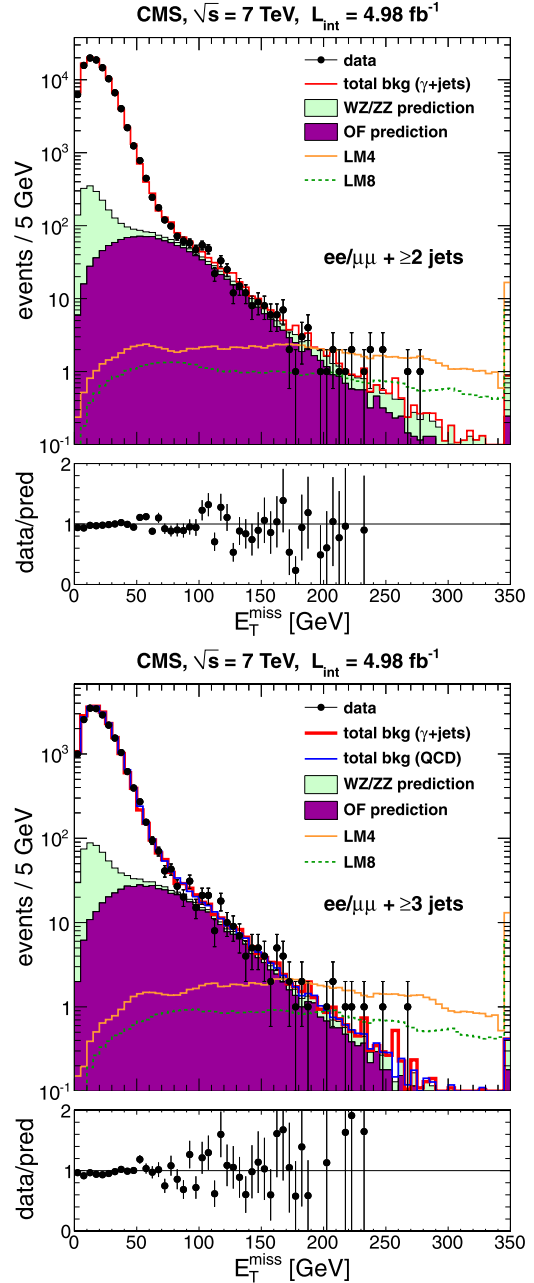 CMS, √s = 7 TeV, L_int = 4.98 fb⁻¹
events / 5 GeV
10⁴
10³
10²
10
1
10⁻¹
data
total bkg (γ+jets)
WZ/ZZ prediction
OF prediction
LM4
LM8
ee/μμ + ≥2 jets
data/pred
2
1
0
0 50 100 150 200 250 300 350
E_T^miss [GeV]
CMS, √s = 7 TeV, L_int = 4.98 fb⁻¹
events / 5 GeV
10³
10²
10
1
10⁻¹
data
total bkg (γ+jets)
total bkg (QCD)
WZ/ZZ prediction
OF prediction
LM4
LM8
ee/μμ + ≥3 jets
data/pred
2
1
0
0 50 100 150 200 250 300 350
E_T^miss [GeV]